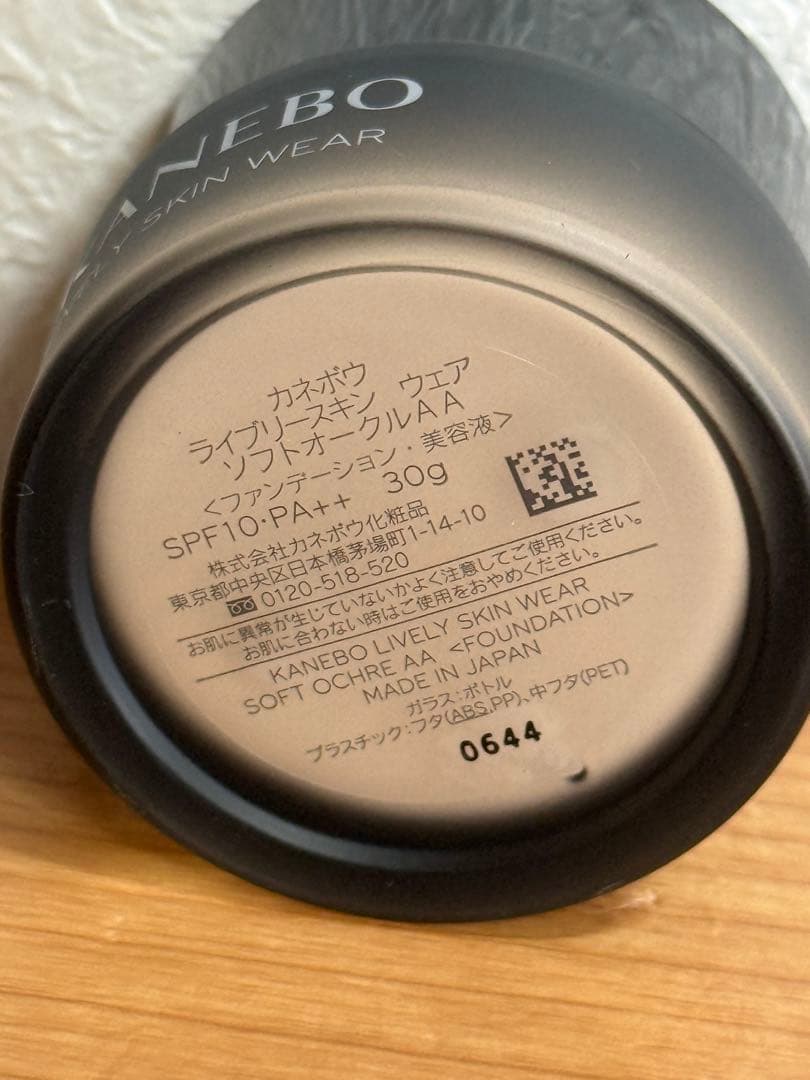 KANEBO
LIVELY SKIN WEAR
カネボウ
ライブリースキン ウェア
ソフトオークルAA
<ファンデーション・美容液>
SPF10・PA++ 30g
株式会社カネボウ化粧品
東京都中央区日本橋茅場町1-14-10
0120-518-520
お肌に異常が生じていないかよく注意してご使用ください。
お肌に合わない時はご使用をおやめください。
KANEBO LIVELY SKIN WEAR
SOFT OCHRE AA <FOUNDATION>
MADE IN JAPAN
ガラス:ボトル
プラスチック:フタ(ABS,PP)、中フタ(PET)
0644